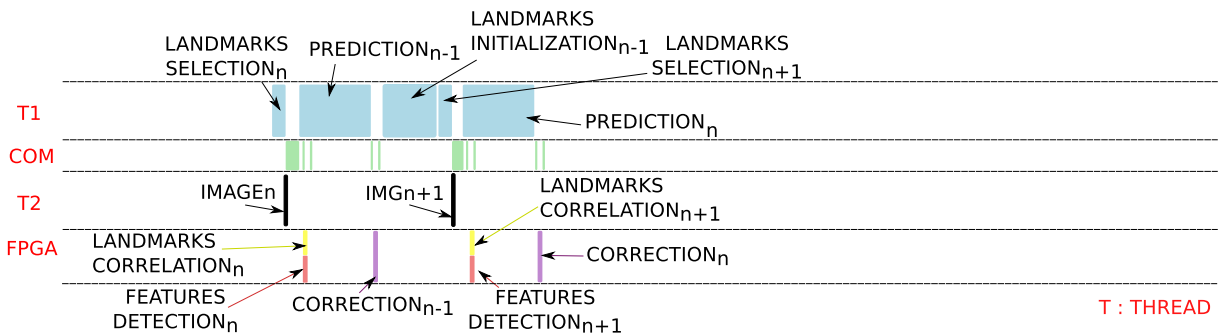 LANDMARKS
SELECTIONn
PREDICTIONn-1
LANDMARKS
INITIALIZATIONn-1
LANDMARKS
SELECTIONn+1
T1
PREDICTIONn
COM
T2
IMAGEn
IMGn+1
LANDMARKS
CORRELATIONn+1
FPGA
LANDMARKS
CORRELATIONn
CORRECTIONn
FEATURES
DETECTIONn
CORRECTIONn-1
FEATURES
DETECTIONn+1
T : THREAD